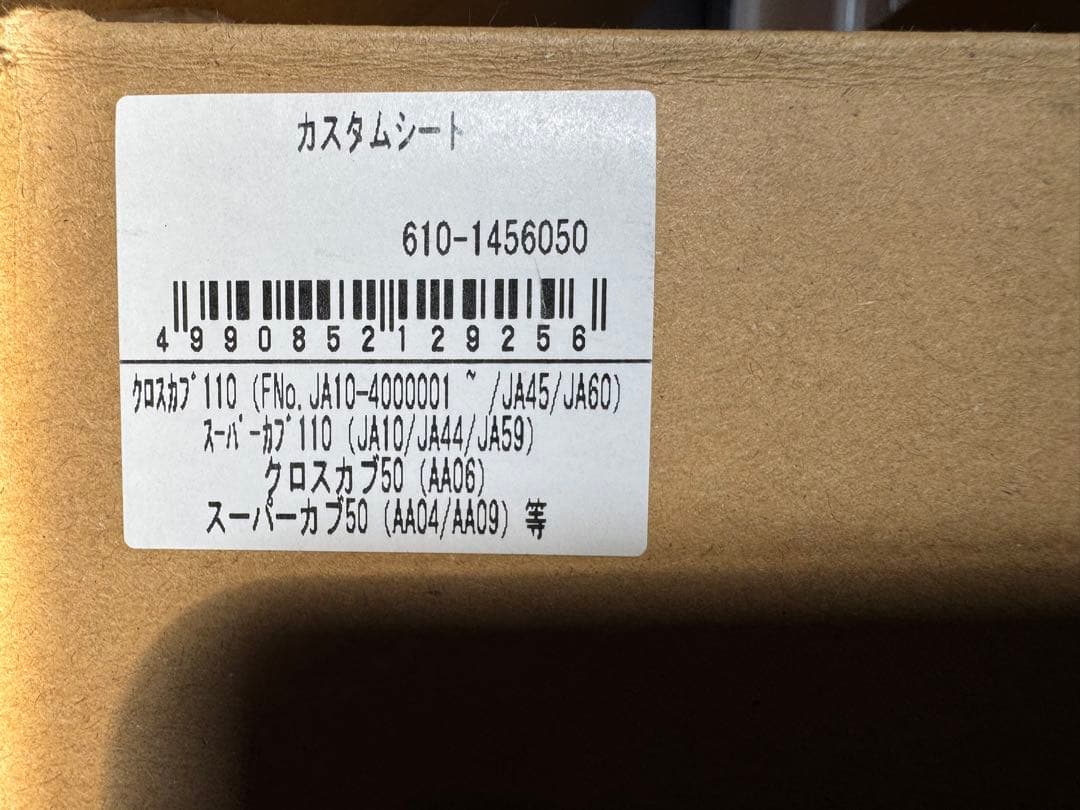 カスタムシート
610-1456050
4990852129256
クロスカブ110 (FNo.JA10-4000001 ~ /JA45/JA60)
スーパーカブ110 (JA10/JA44/JA59)
クロスカブ50 (AA06)
スーパーカブ50 (AA04/AA09) 等